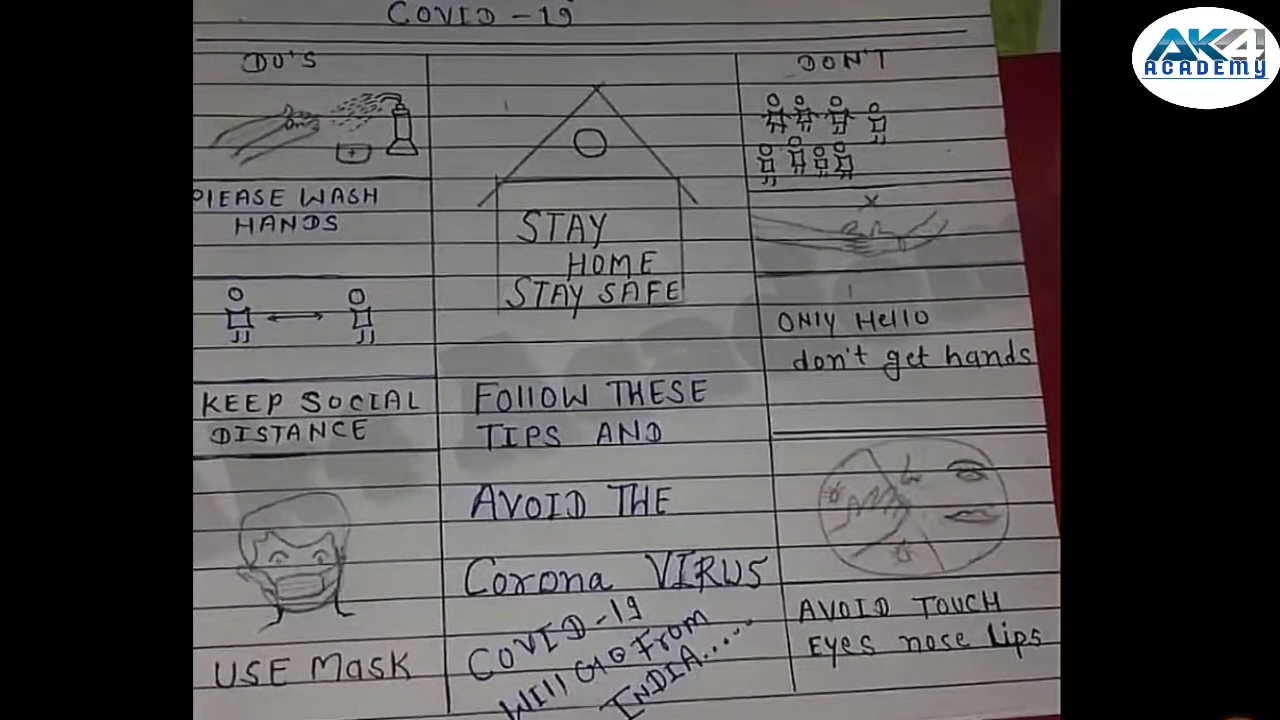 COVID-19
DO'S
PLEASE WASH
HANDS
KEEP SOCIAL
DISTANCE
USE MASK
STAY
HOME
STAY SAFE
FOLLOW THESE
TIPS AND
AVOID THE
Corona VIRUS
COVID-19
Will GO From
INDIA.....
DON'T
x
ONLY Hello
don't get hands
AVOID TOUCH
Eyes nose Lips
AK4
ACADEMY